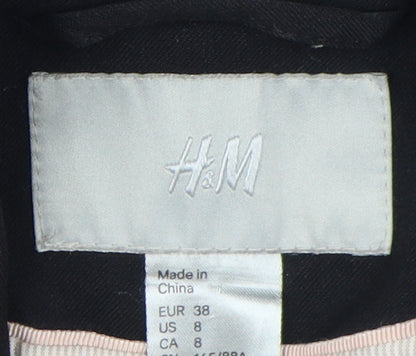 H&M
Made in
China
EUR 38
US 8
CA 8